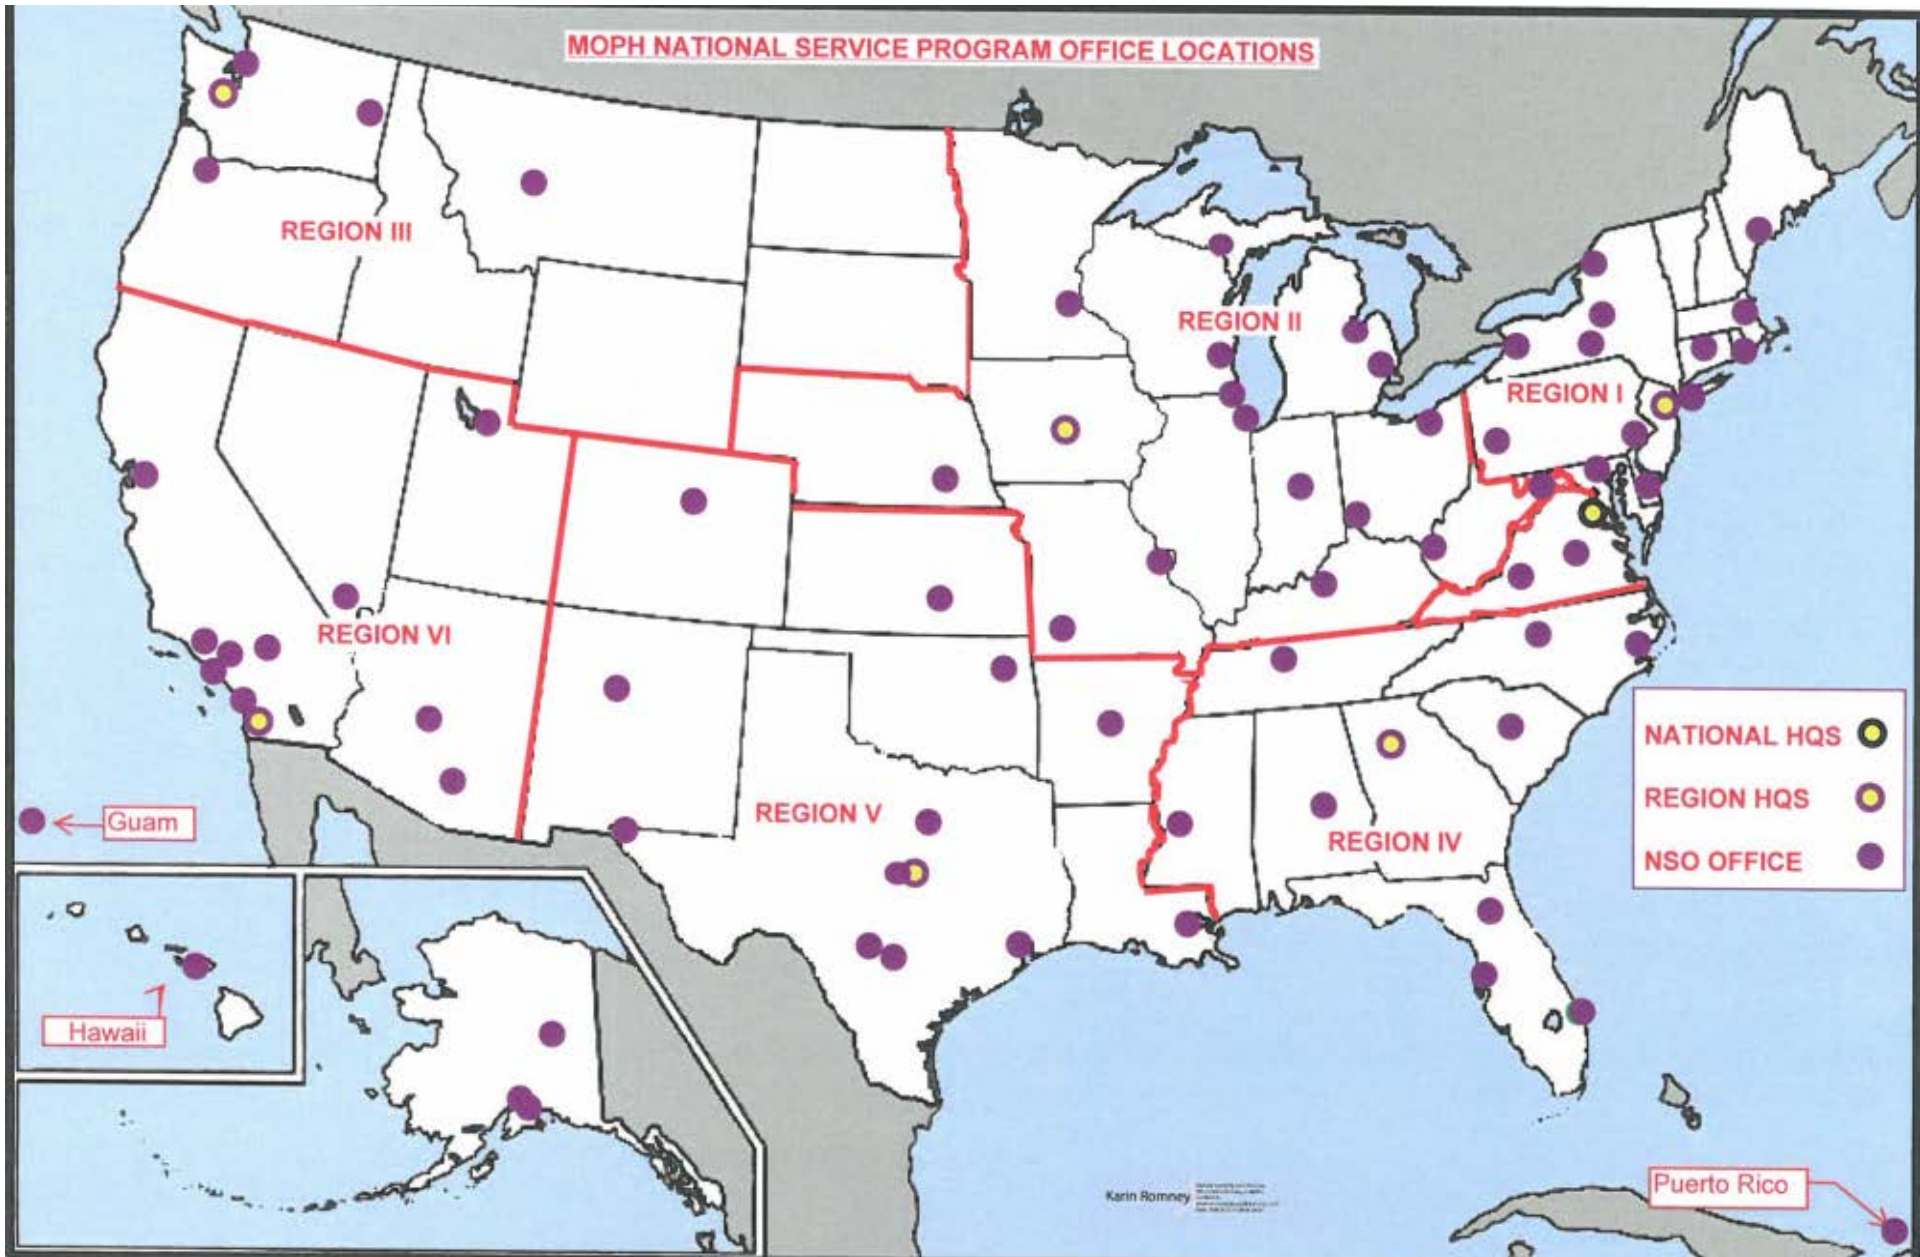 MOPH NATIONAL SERVICE PROGRAM OFFICE LOCATIONS
REGION III
REGION II
REGION I
REGION VI
REGION V
REGION IV
NATIONAL HQS
REGION HQS
NSO OFFICE
Guam
Hawaii
Puerto Rico
Karin Romney